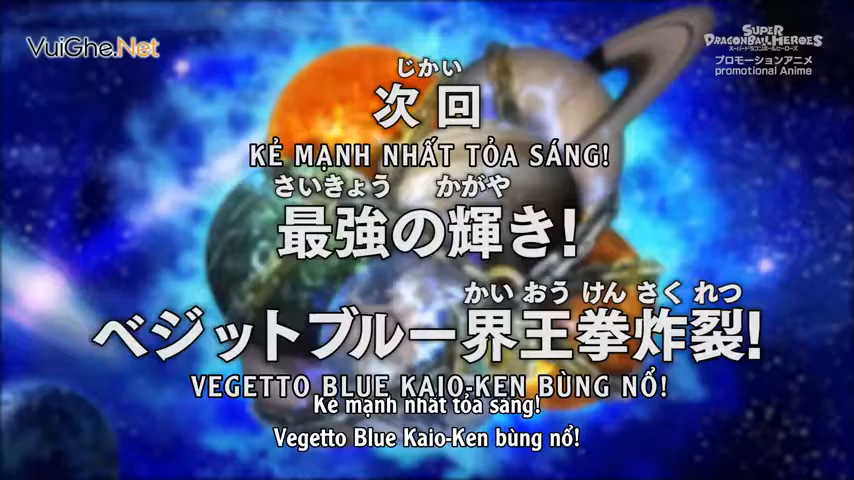 VuiGhe.Net
SUPER
DRAGONBALL HEROES
スーパードラゴンボールヒーローズ
プロモーションアニメ
promotional Anime
じかい
次回
KẺ MẠNH NHẤT TỎA SÁNG!
さいきょう かがや
最強の輝き!
かい おう けん さく れつ
ベジットブルー界王拳炸裂!
VEGETTO BLUE KAIO-KEN BÙNG NỔ!
Kẻ mạnh nhất tỏa sáng!
Vegetto Blue Kaio-Ken bùng nổ!